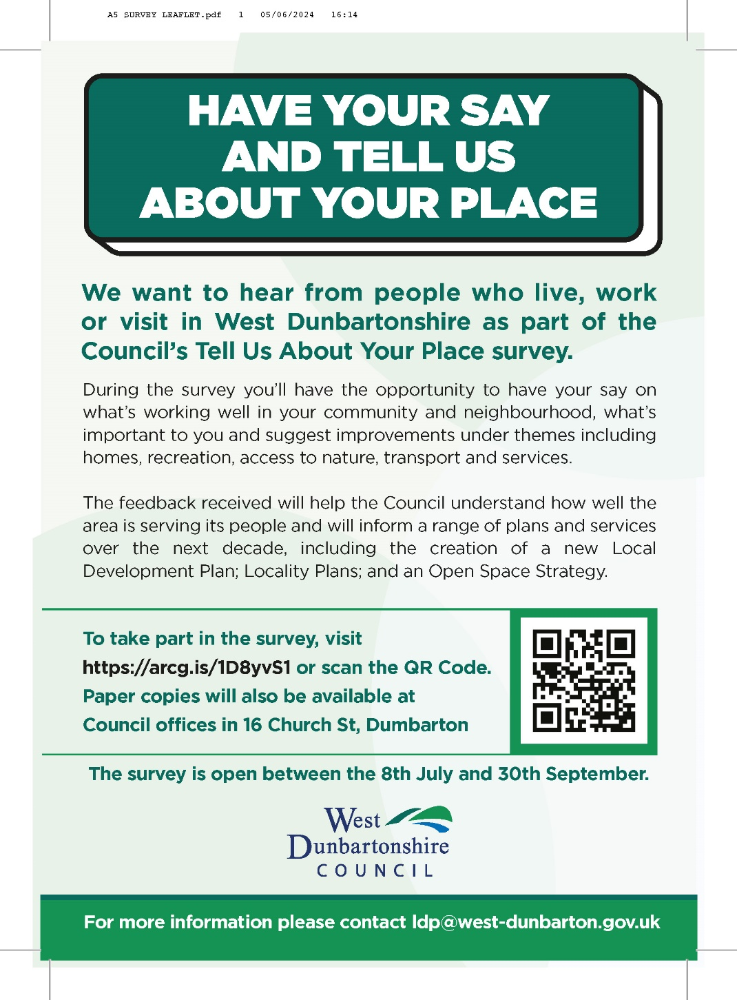 A5 SURVEY LEAFLET.pdf   1   05/06/2024   16:14
HAVE YOUR SAY
AND TELL US
ABOUT YOUR PLACE
We want to hear from people who live, work
or visit in West Dunbartonshire as part of the
Council’s Tell Us About Your Place survey.
During the survey you’ll have the opportunity to have your say on
what’s working well in your community and neighbourhood, what’s
important to you and suggest improvements under themes including
homes, recreation, access to nature, transport and services.
The feedback received will help the Council understand how well the
area is serving its people and will inform a range of plans and services
over the next decade, including the creation of a new Local
Development Plan; Locality Plans; and an Open Space Strategy.
To take part in the survey, visit
https://arcg.is/1D8yvS1 or scan the QR Code.
Paper copies will also be available at
Council offices in 16 Church St, Dumbarton
The survey is open between the 8th July and 30th September.
West
Dunbartonshire
COUNCIL
For more information please contact ldp@west-dunbarton.gov.uk